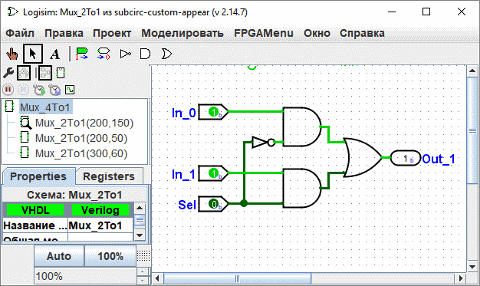 Logisim: Mux_2To1 из subcirc-custom-appear (v 2.14.7)
Файл Правка Проект Моделировать FPGAMenu Окно Справка
A
Mux_4To1
Mux_2To1(200,150)
Mux_2To1(200,50)
Mux_2To1(300,60)
Properties Registers
Схема: Mux_2To1
VHDL Verilog
Название ... Mux_2To1
Общая мо...
Auto 100%
100%
In_0 1
In_1 1
Sel 0
1 Out_1